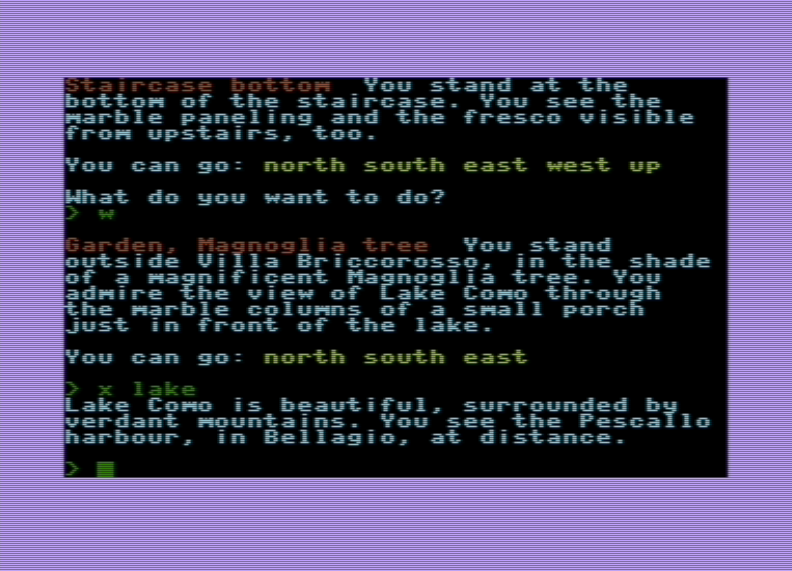 Staircase bottom  You stand at the
bottom of the staircase. You see the
marble paneling and the fresco visible
from upstairs, too.
You can go: north south east west up
What do you want to do?
> w
Garden, Magnoglia tree  You stand
outside Villa Briccorosso, in the shade
of a magnificent Magnoglia tree. You
admire the view of Lake Como through
the marble columns of a small porch
just in front of the lake.
You can go: north south east
> x lake
Lake Como is beautiful, surrounded by
verdant mountains. You see the Pescallo
harbour, in Bellagio, at distance.
>